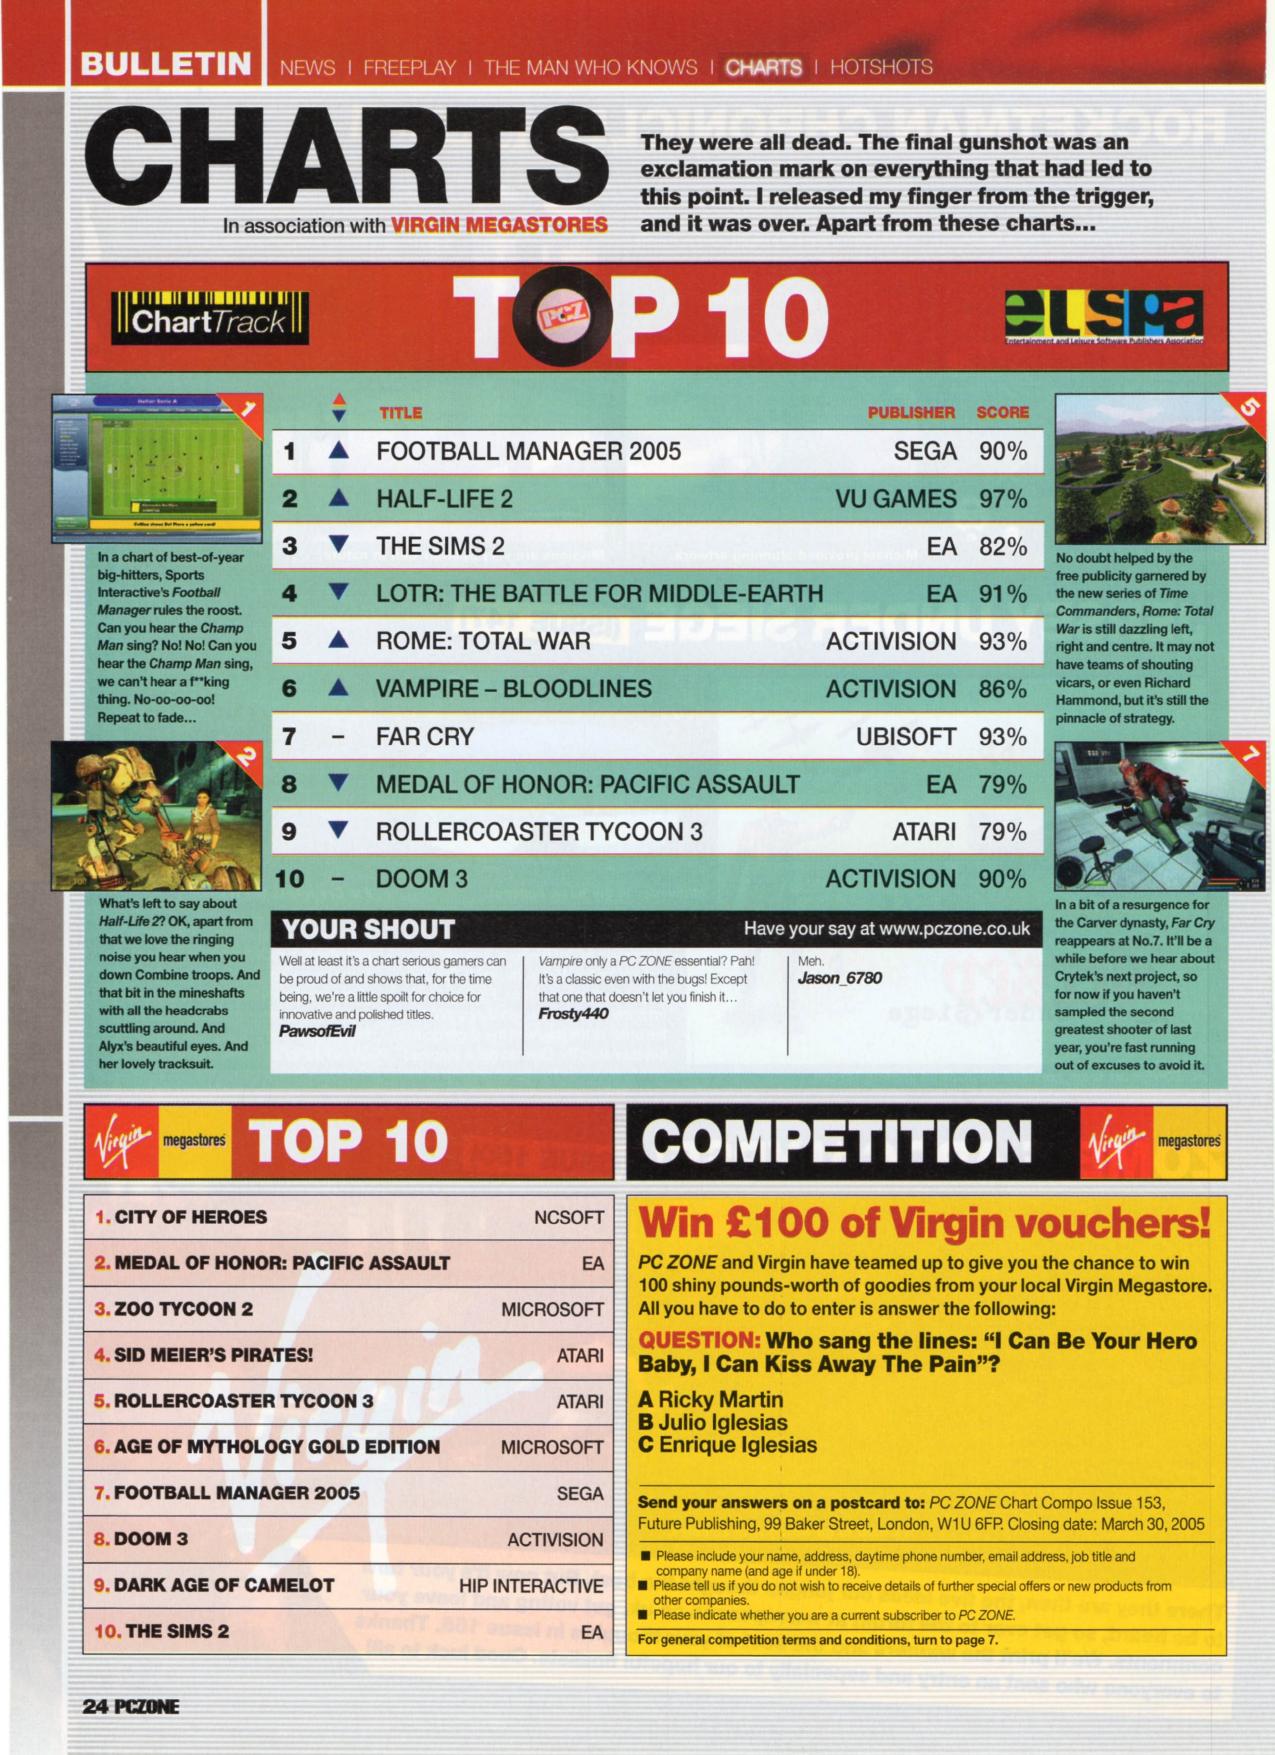 BULLETIN
NEWS | FREEPLAY | THE MAN WHO KNOWS | CHARTS | HOTSHOTS
CHARTS
In association with VIRGIN MEGASTORES
They were all dead. The final gunshot was an
exclamation mark on everything that had led to
this point. I released my finger from the trigger,
and it was over. Apart from these charts...
ChartTrack
TOP 10
PCZ
elspa
Entertainment and Leisure Software Publishers Association
1
In a chart of best-of-year
big-hitters, Sports
Interactive's Football
Manager rules the roost.
Can you hear the Champ
Man sing? No! No! Can you
hear the Champ Man sing,
we can't hear a f**king
thing. No-oo-oo-oo!
Repeat to fade...
2
What's left to say about
Half-Life 2? OK, apart from
that we love the ringing
noise you hear when you
down Combine troops. And
that bit in the mineshafts
with all the headcrabs
scuttling around. And
Alyx's beautiful eyes. And
her lovely tracksuit.
▲▼ TITLE PUBLISHER SCORE
1 ▲ FOOTBALL MANAGER 2005 SEGA 90%
2 ▲ HALF-LIFE 2 VU GAMES 97%
3 ▼ THE SIMS 2 EA 82%
4 ▼ LOTR: THE BATTLE FOR MIDDLE-EARTH EA 91%
5 ▲ ROME: TOTAL WAR ACTIVISION 93%
6 ▲ VAMPIRE – BLOODLINES ACTIVISION 86%
7 – FAR CRY UBISOFT 93%
8 ▼ MEDAL OF HONOR: PACIFIC ASSAULT EA 79%
9 ▼ ROLLERCOASTER TYCOON 3 ATARI 79%
10 – DOOM 3 ACTIVISION 90%
5
No doubt helped by the
free publicity garnered by
the new series of Time
Commanders, Rome: Total
War is still dazzling left,
right and centre. It may not
have teams of shouting
vicars, or even Richard
Hammond, but it's still the
pinnacle of strategy.
7
In a bit of a resurgence for
the Carver dynasty, Far Cry
reappears at No.7. It'll be a
while before we hear about
Crytek's next project, so
for now if you haven't
sampled the second
greatest shooter of last
year, you're fast running
out of excuses to avoid it.
YOUR SHOUT
Have your say at www.pczone.co.uk
Well at least it's a chart serious gamers can
be proud of and shows that, for the time
being, we're a little spoilt for choice for
innovative and polished titles.
PawsofEvil
Vampire only a PC ZONE essential? Pah!
It's a classic even with the bugs! Except
that one that doesn't let you finish it...
Frosty440
Meh.
Jason_6780
Virgin megastores TOP 10
1. CITY OF HEROES NCSOFT
2. MEDAL OF HONOR: PACIFIC ASSAULT EA
3. ZOO TYCOON 2 MICROSOFT
4. SID MEIER'S PIRATES! ATARI
5. ROLLERCOASTER TYCOON 3 ATARI
6. AGE OF MYTHOLOGY GOLD EDITION MICROSOFT
7. FOOTBALL MANAGER 2005 SEGA
8. DOOM 3 ACTIVISION
9. DARK AGE OF CAMELOT HIP INTERACTIVE
10. THE SIMS 2 EA
Virgin
COMPETITION
Virgin megastores
Win £100 of Virgin vouchers!
PC ZONE and Virgin have teamed up to give you the chance to win
100 shiny pounds-worth of goodies from your local Virgin Megastore.
All you have to do to enter is answer the following:
QUESTION: Who sang the lines: “I Can Be Your Hero
Baby, I Can Kiss Away The Pain”?
A Ricky Martin
B Julio Iglesias
C Enrique Iglesias
Send your answers on a postcard to: PC ZONE Chart Compo Issue 153,
Future Publishing, 99 Baker Street, London, W1U 6FP. Closing date: March 30, 2005
■ Please include your name, address, daytime phone number, email address, job title and
company name (and age if under 18).
■ Please tell us if you do not wish to receive details of further special offers or new products from
other companies.
■ Please indicate whether you are a current subscriber to PC ZONE.
For general competition terms and conditions, turn to page 7.
24 PCZONE